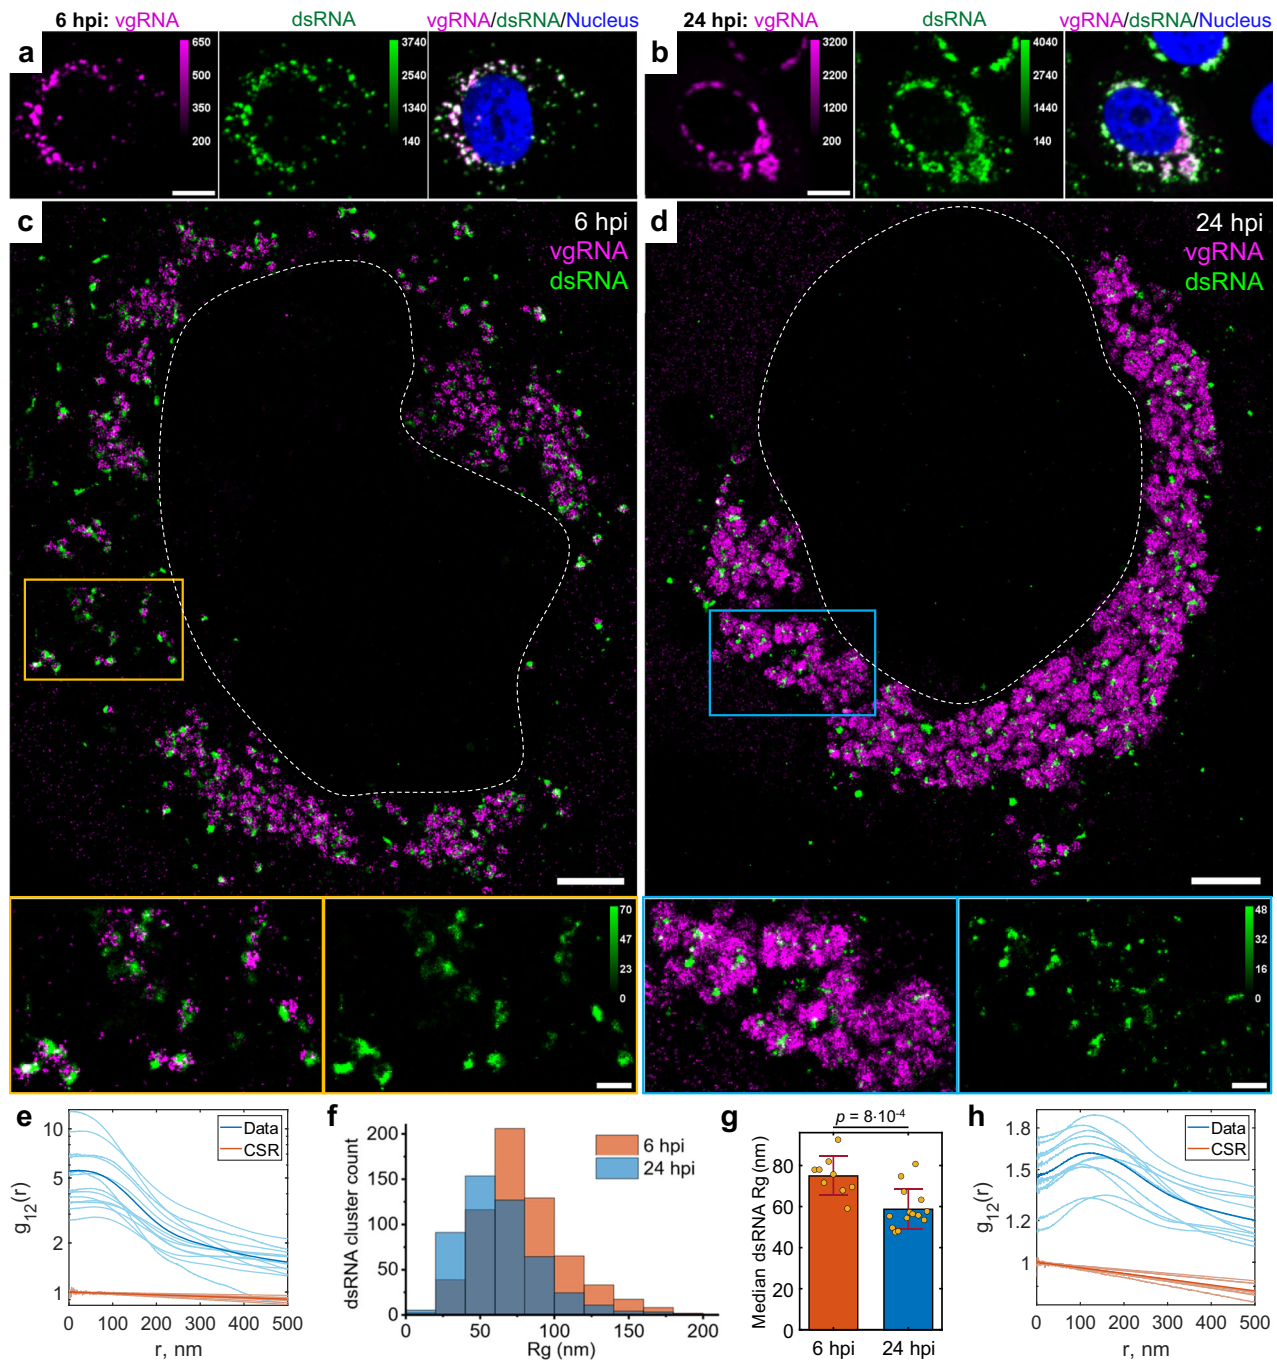 6 hpi: vgRNA
dsRNA
vgRNA/dsRNA/Nucleus
24 hpi: vgRNA
dsRNA
vgRNA/dsRNA/Nucleus
a
650
500
350
200
3740
2540
1340
140
b
3200
2200
1200
200
4040
2740
1440
140
c
6 hpi
vgRNA
dsRNA
d
24 hpi
vgRNA
dsRNA
70
47
23
0
48
32
16
0
e
10
5
2
1
g12(r)
0 100 200 300 400 500
r, nm
Data
CSR
f
200
150
100
50
0
dsRNA cluster count
0 50 100 150 200
Rg (nm)
6 hpi
24 hpi
g
p = 8·10-4
80
60
40
20
0
Median dsRNA Rg (nm)
6 hpi 24 hpi
h
1.8
1.5
1.2
1
g12(r)
0 100 200 300 400 500
r, nm
Data
CSR